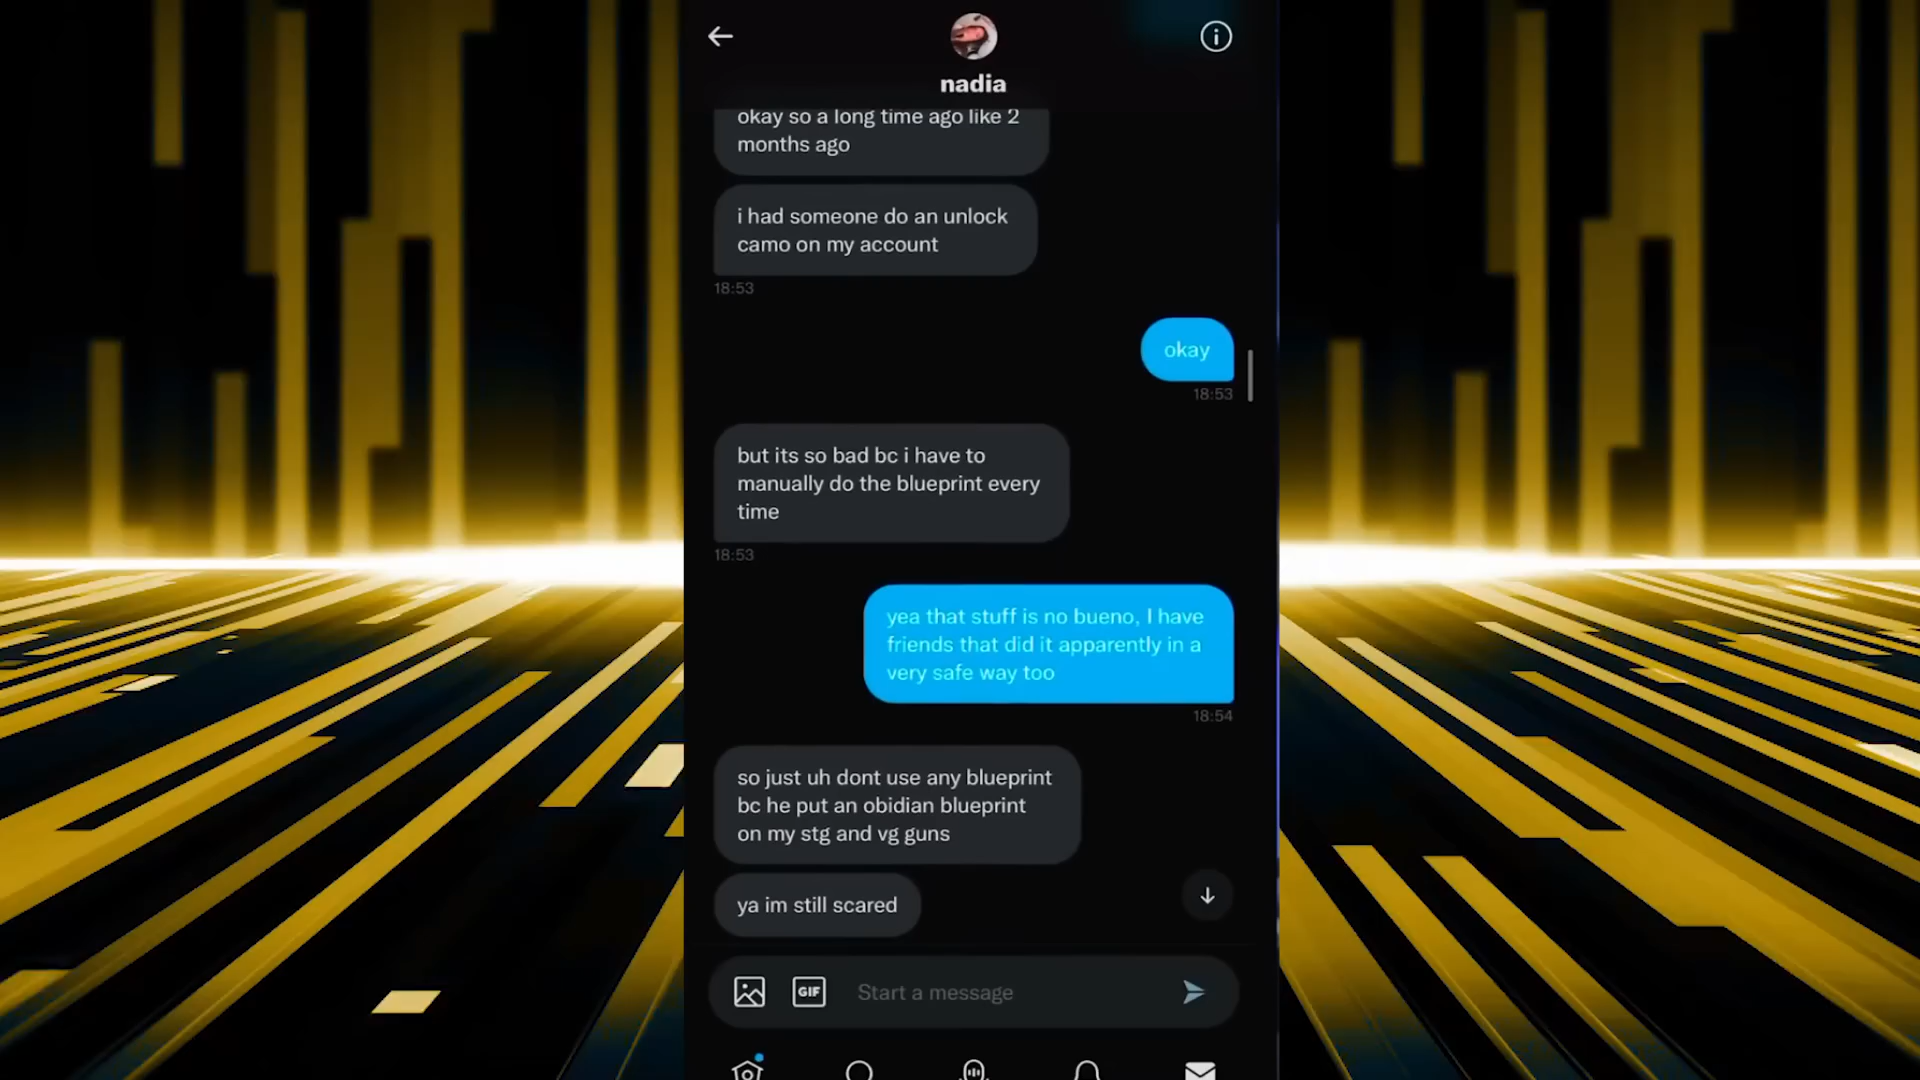 nadia
okay so a long time ago like 2
months ago
i had someone do an unlock
camo on my account
18:53
okay
18:53
but its so bad bc i have to
manually do the blueprint every
time
18:53
yea that stuff is no bueno, I have
friends that did it apparently in a
very safe way too
18:54
so just uh dont use any blueprint
bc he put an obidian blueprint
on my stg and vg guns
ya im still scared
GIF
Start a message